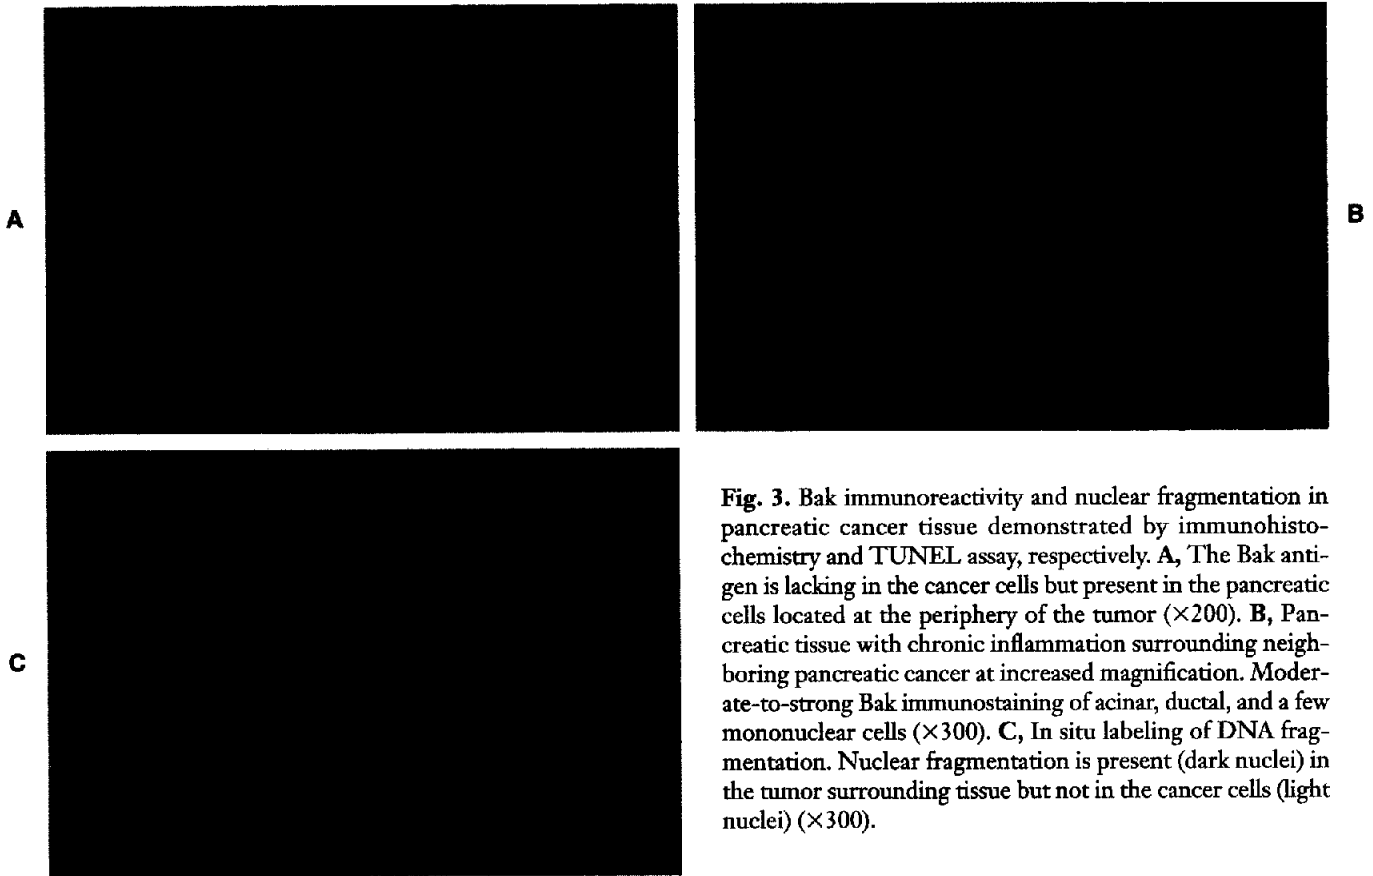 A
B
C
Fig. 3. Bak immunoreactivity and nuclear fragmentation in
pancreatic cancer tissue demonstrated by immunohisto-
chemistry and TUNEL assay, respectively. A, The Bak anti-
gen is lacking in the cancer cells but present in the pancreatic
cells located at the periphery of the tumor (×200). B, Pan-
creatic tissue with chronic inflammation surrounding neigh-
boring pancreatic cancer at increased magnification. Moder-
ate-to-strong Bak immunostaining of acinar, ductal, and a few
mononuclear cells (×300). C, In situ labeling of DNA frag-
mentation. Nuclear fragmentation is present (dark nuclei) in
the tumor surrounding tissue but not in the cancer cells (light
nuclei) (×300).